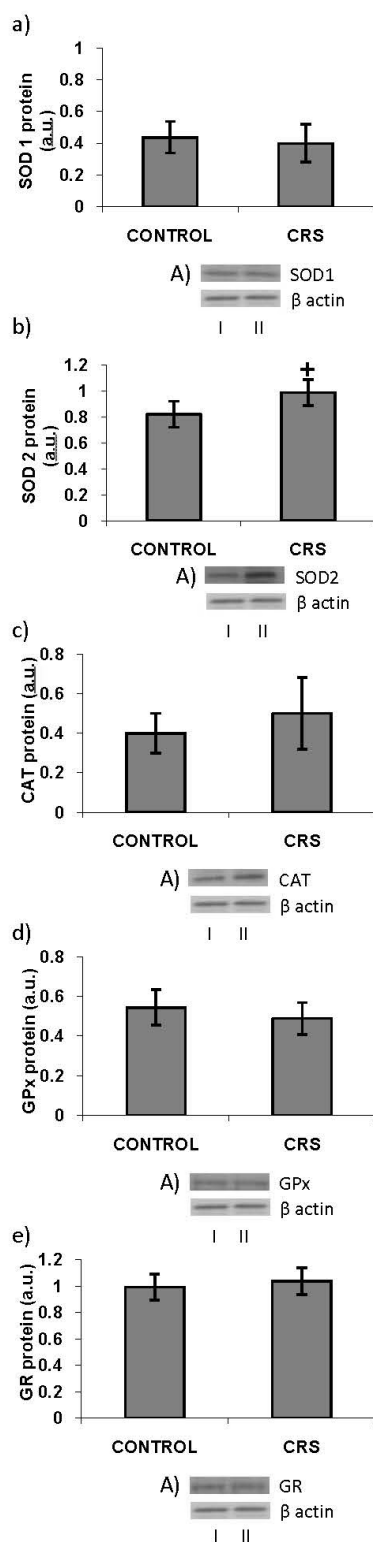 a)
SOD 1 protein (a.u.)
1
0.8
0.6
0.4
0.2
0
CONTROL CRS
A) SOD1
β actin
I II
b)
SOD 2 protein (a.u.)
1.2
1
0.8
0.6
0.4
0.2
0
+
CONTROL CRS
A) SOD2
β actin
I II
c)
CAT protein (a.u.)
0.8
0.6
0.4
0.2
0
CONTROL CRS
A) CAT
β actin
I II
d)
GPx protein (a.u.)
0.8
0.6
0.4
0.2
0
CONTROL CRS
A) GPx
β actin
I II
e)
GR protein (a.u.)
1.2
1
0.8
0.6
0.4
0.2
0
CONTROL CRS
A) GR
β actin
I II